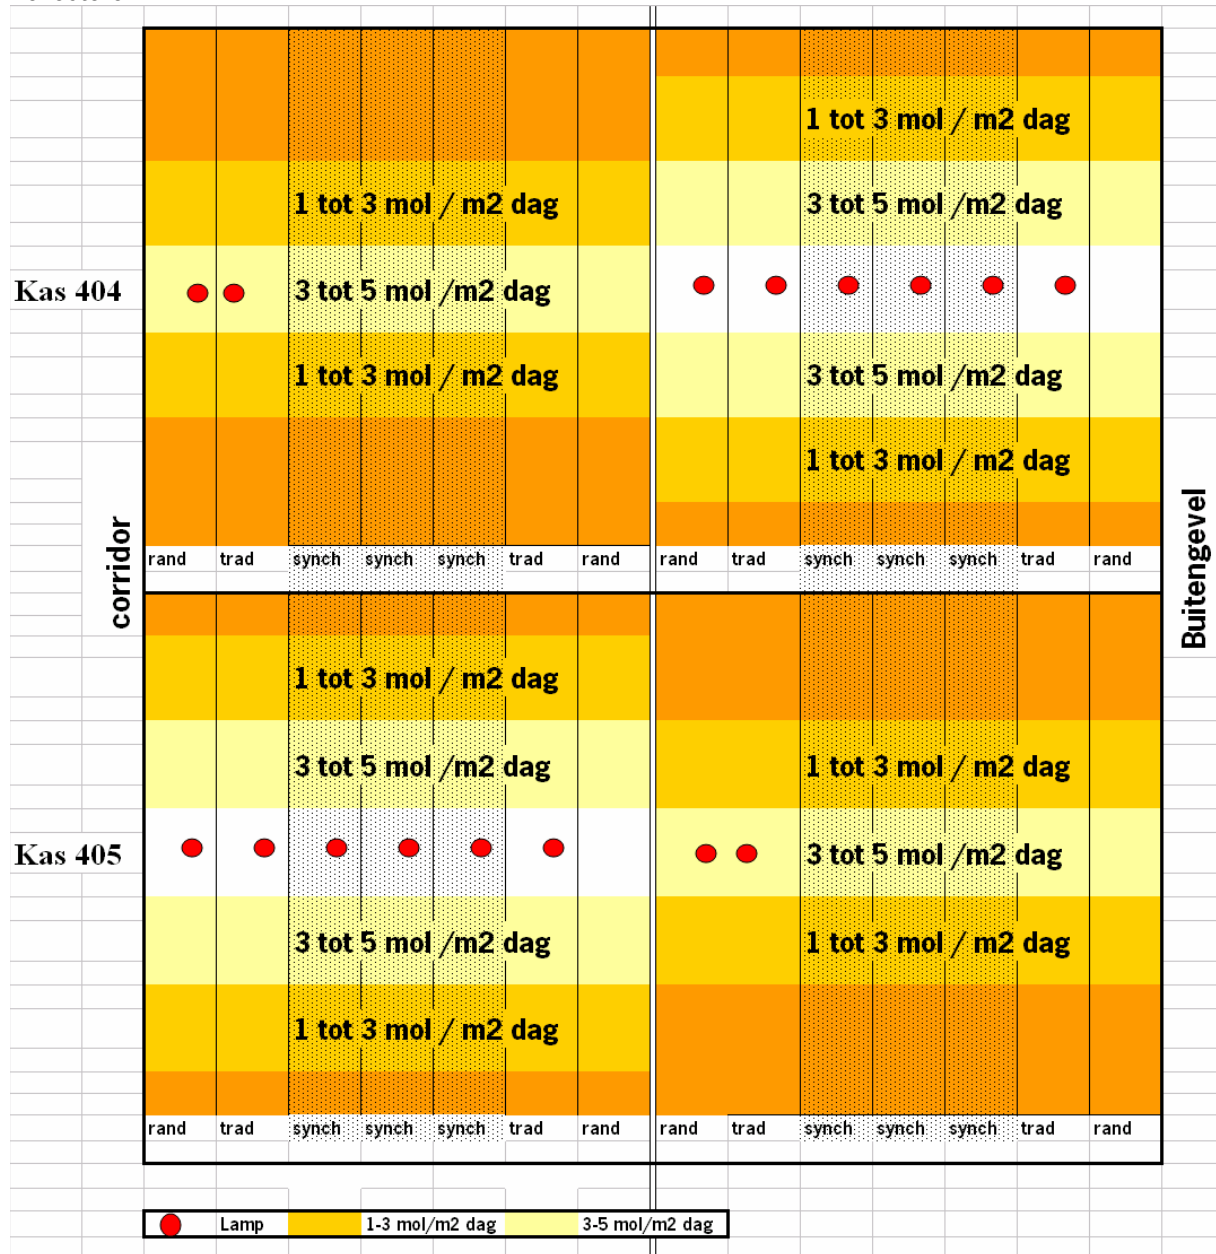 1 tot 3 mol / m2 dag
1 tot 3 mol / m2 dag
3 tot 5 mol /m2 dag
Kas 404
3 tot 5 mol /m2 dag
1 tot 3 mol / m2 dag
3 tot 5 mol /m2 dag
1 tot 3 mol / m2 dag
corridor
Buitengevel
rand trad synch synch synch trad rand rand trad synch synch synch trad rand
1 tot 3 mol / m2 dag
3 tot 5 mol /m2 dag
1 tot 3 mol / m2 dag
Kas 405
3 tot 5 mol /m2 dag
3 tot 5 mol /m2 dag
1 tot 3 mol / m2 dag
1 tot 3 mol / m2 dag
rand trad synch synch synch trad rand rand trad synch synch synch trad rand
Lamp 1-3 mol/m2 dag 3-5 mol/m2 dag